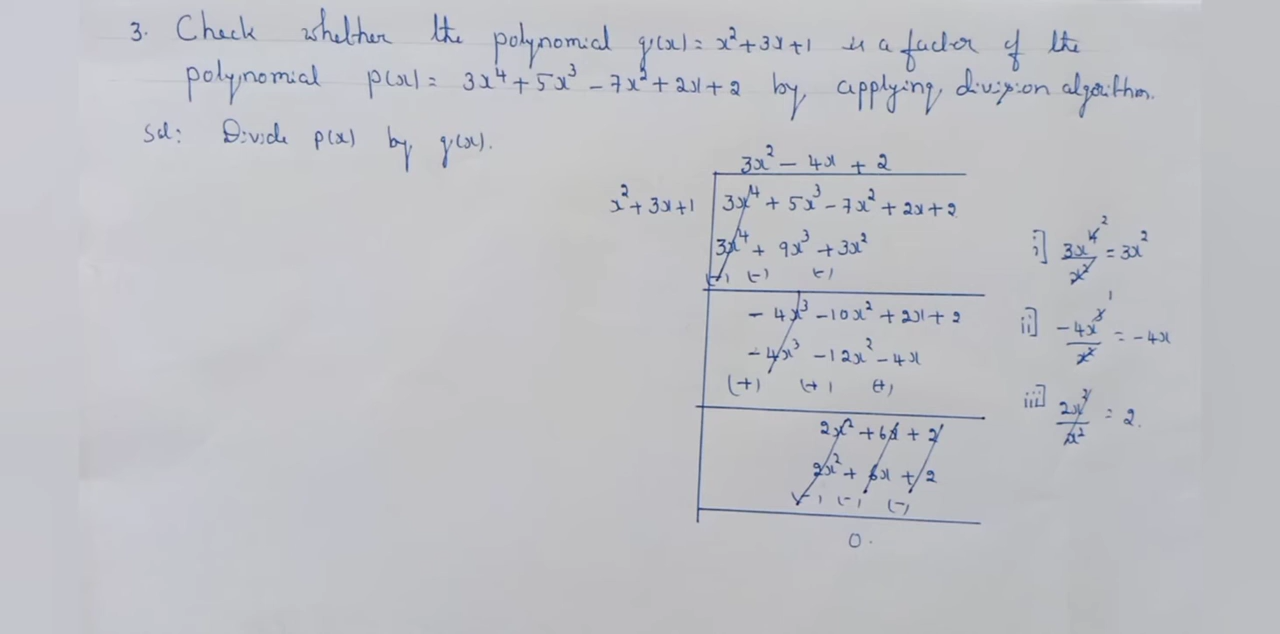 3. Check whether the polynomial g(x) = x²+3x+1 is a factor of the
polynomial p(x) = 3x⁴+5x³-7x²+2x+2 by applying division algorithm.
Sol: Divide p(x) by g(x).
3x² - 4x + 2
x²+3x+1 | 3x⁴ + 5x³ - 7x² + 2x + 2
3x⁴ + 9x³ + 3x²
(-) (-) (-)
i] 3x⁴/x² = 3x²
- 4x³ - 10x² + 2x + 2
- 4x³ - 12x² - 4x
(+) (+) (+)
ii] -4x³/x² = -4x
2x² + 6x + 2
2x² + 6x + 2
(-) (-) (-)
iii] 2x²/x² = 2.
0.